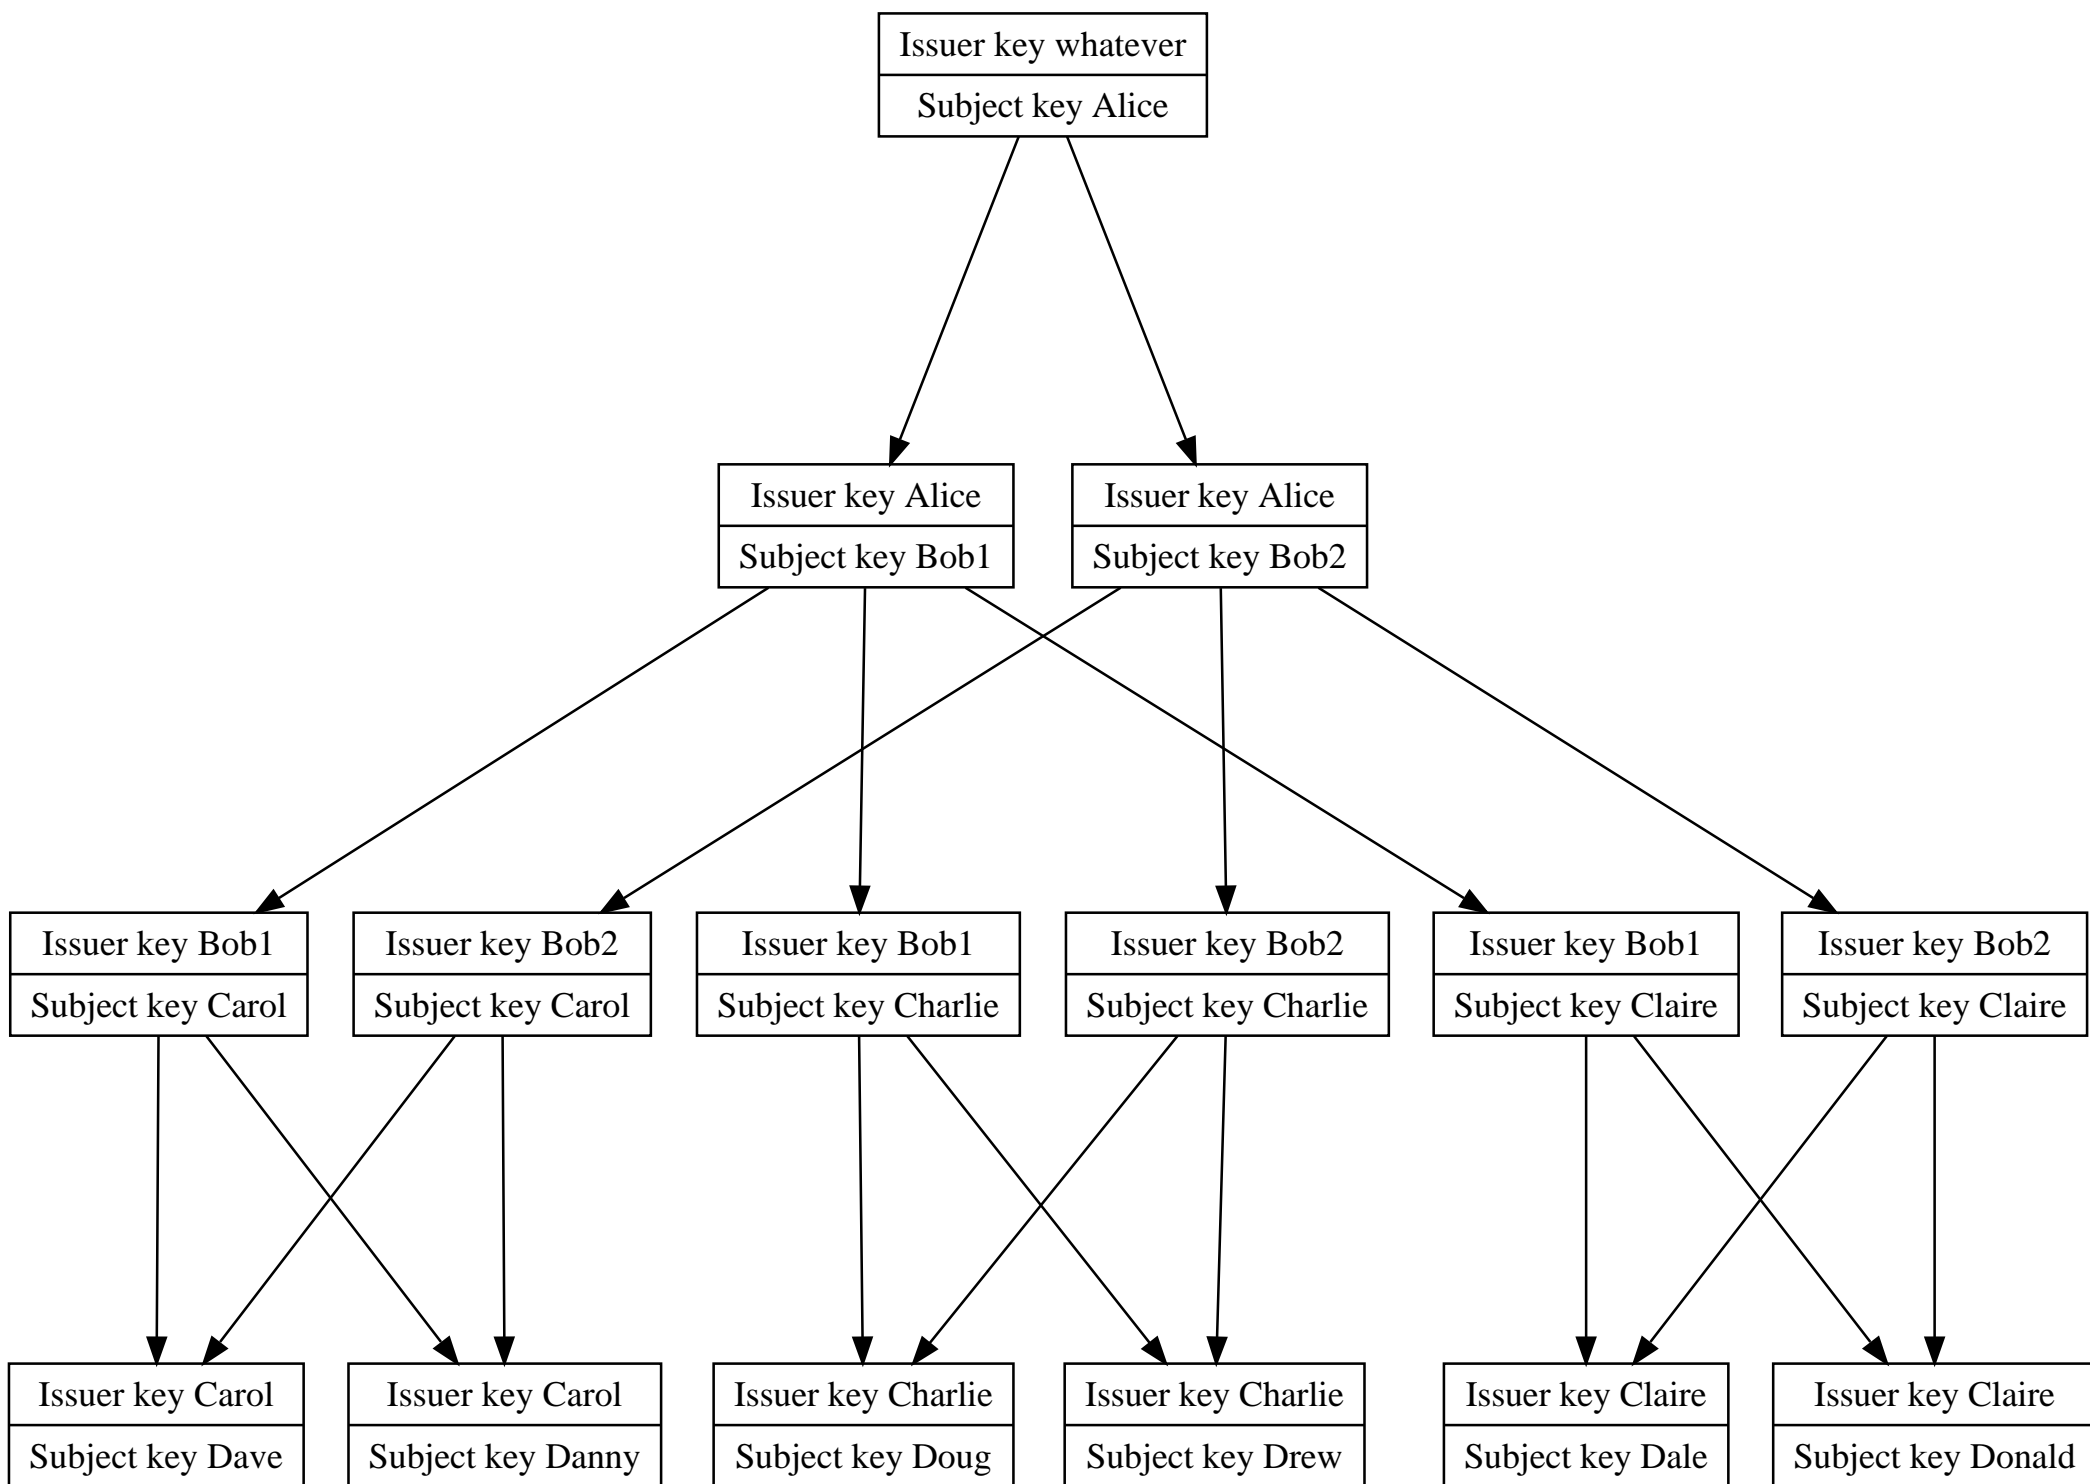 Issuer key whatever
Subject key Alice
Issuer key Alice
Subject key Bob1
Issuer key Alice
Subject key Bob2
Issuer key Bob1
Subject key Carol
Issuer key Bob2
Subject key Carol
Issuer key Bob1
Subject key Charlie
Issuer key Bob2
Subject key Charlie
Issuer key Bob1
Subject key Claire
Issuer key Bob2
Subject key Claire
Issuer key Carol
Subject key Dave
Issuer key Carol
Subject key Danny
Issuer key Charlie
Subject key Doug
Issuer key Charlie
Subject key Drew
Issuer key Claire
Subject key Dale
Issuer key Claire
Subject key Donald